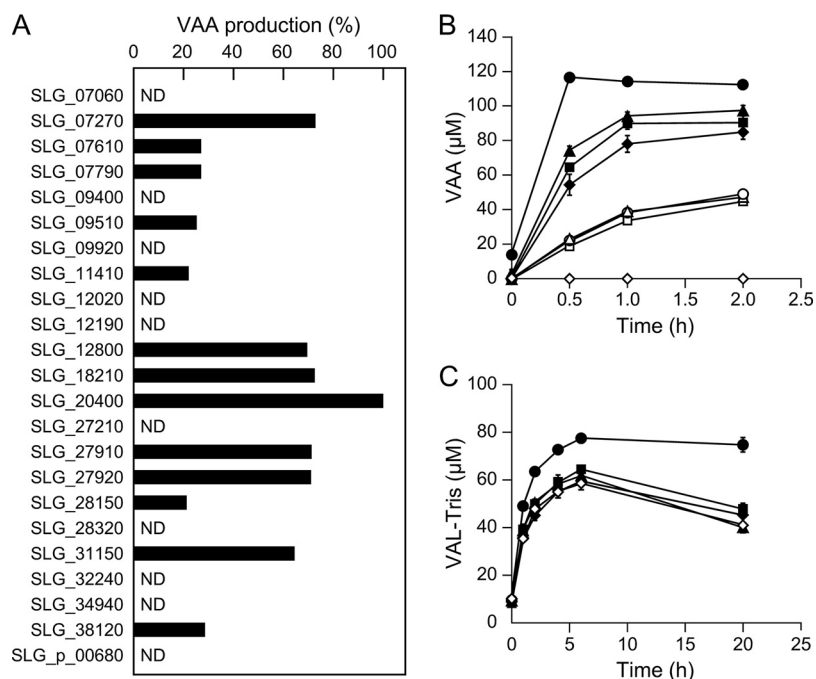 A
VAA production (%)
0 20 40 60 80 100
SLG_07060 ND
SLG_07270
SLG_07610
SLG_07790
SLG_09400 ND
SLG_09510
SLG_09920 ND
SLG_11410
SLG_12020 ND
SLG_12190 ND
SLG_12800
SLG_18210
SLG_20400
SLG_27210 ND
SLG_27910
SLG_27920
SLG_28150
SLG_28320 ND
SLG_31150
SLG_32240 ND
SLG_34940 ND
SLG_38120
SLG_p_00680 ND
B
VAA (µM)
140
120
100
80
60
40
20
0
0 0.5 1.0 1.5 2.0 2.5
Time (h)
C
VAL-Tris (µM)
100
80
60
40
20
0
0 5 10 15 20 25
Time (h)